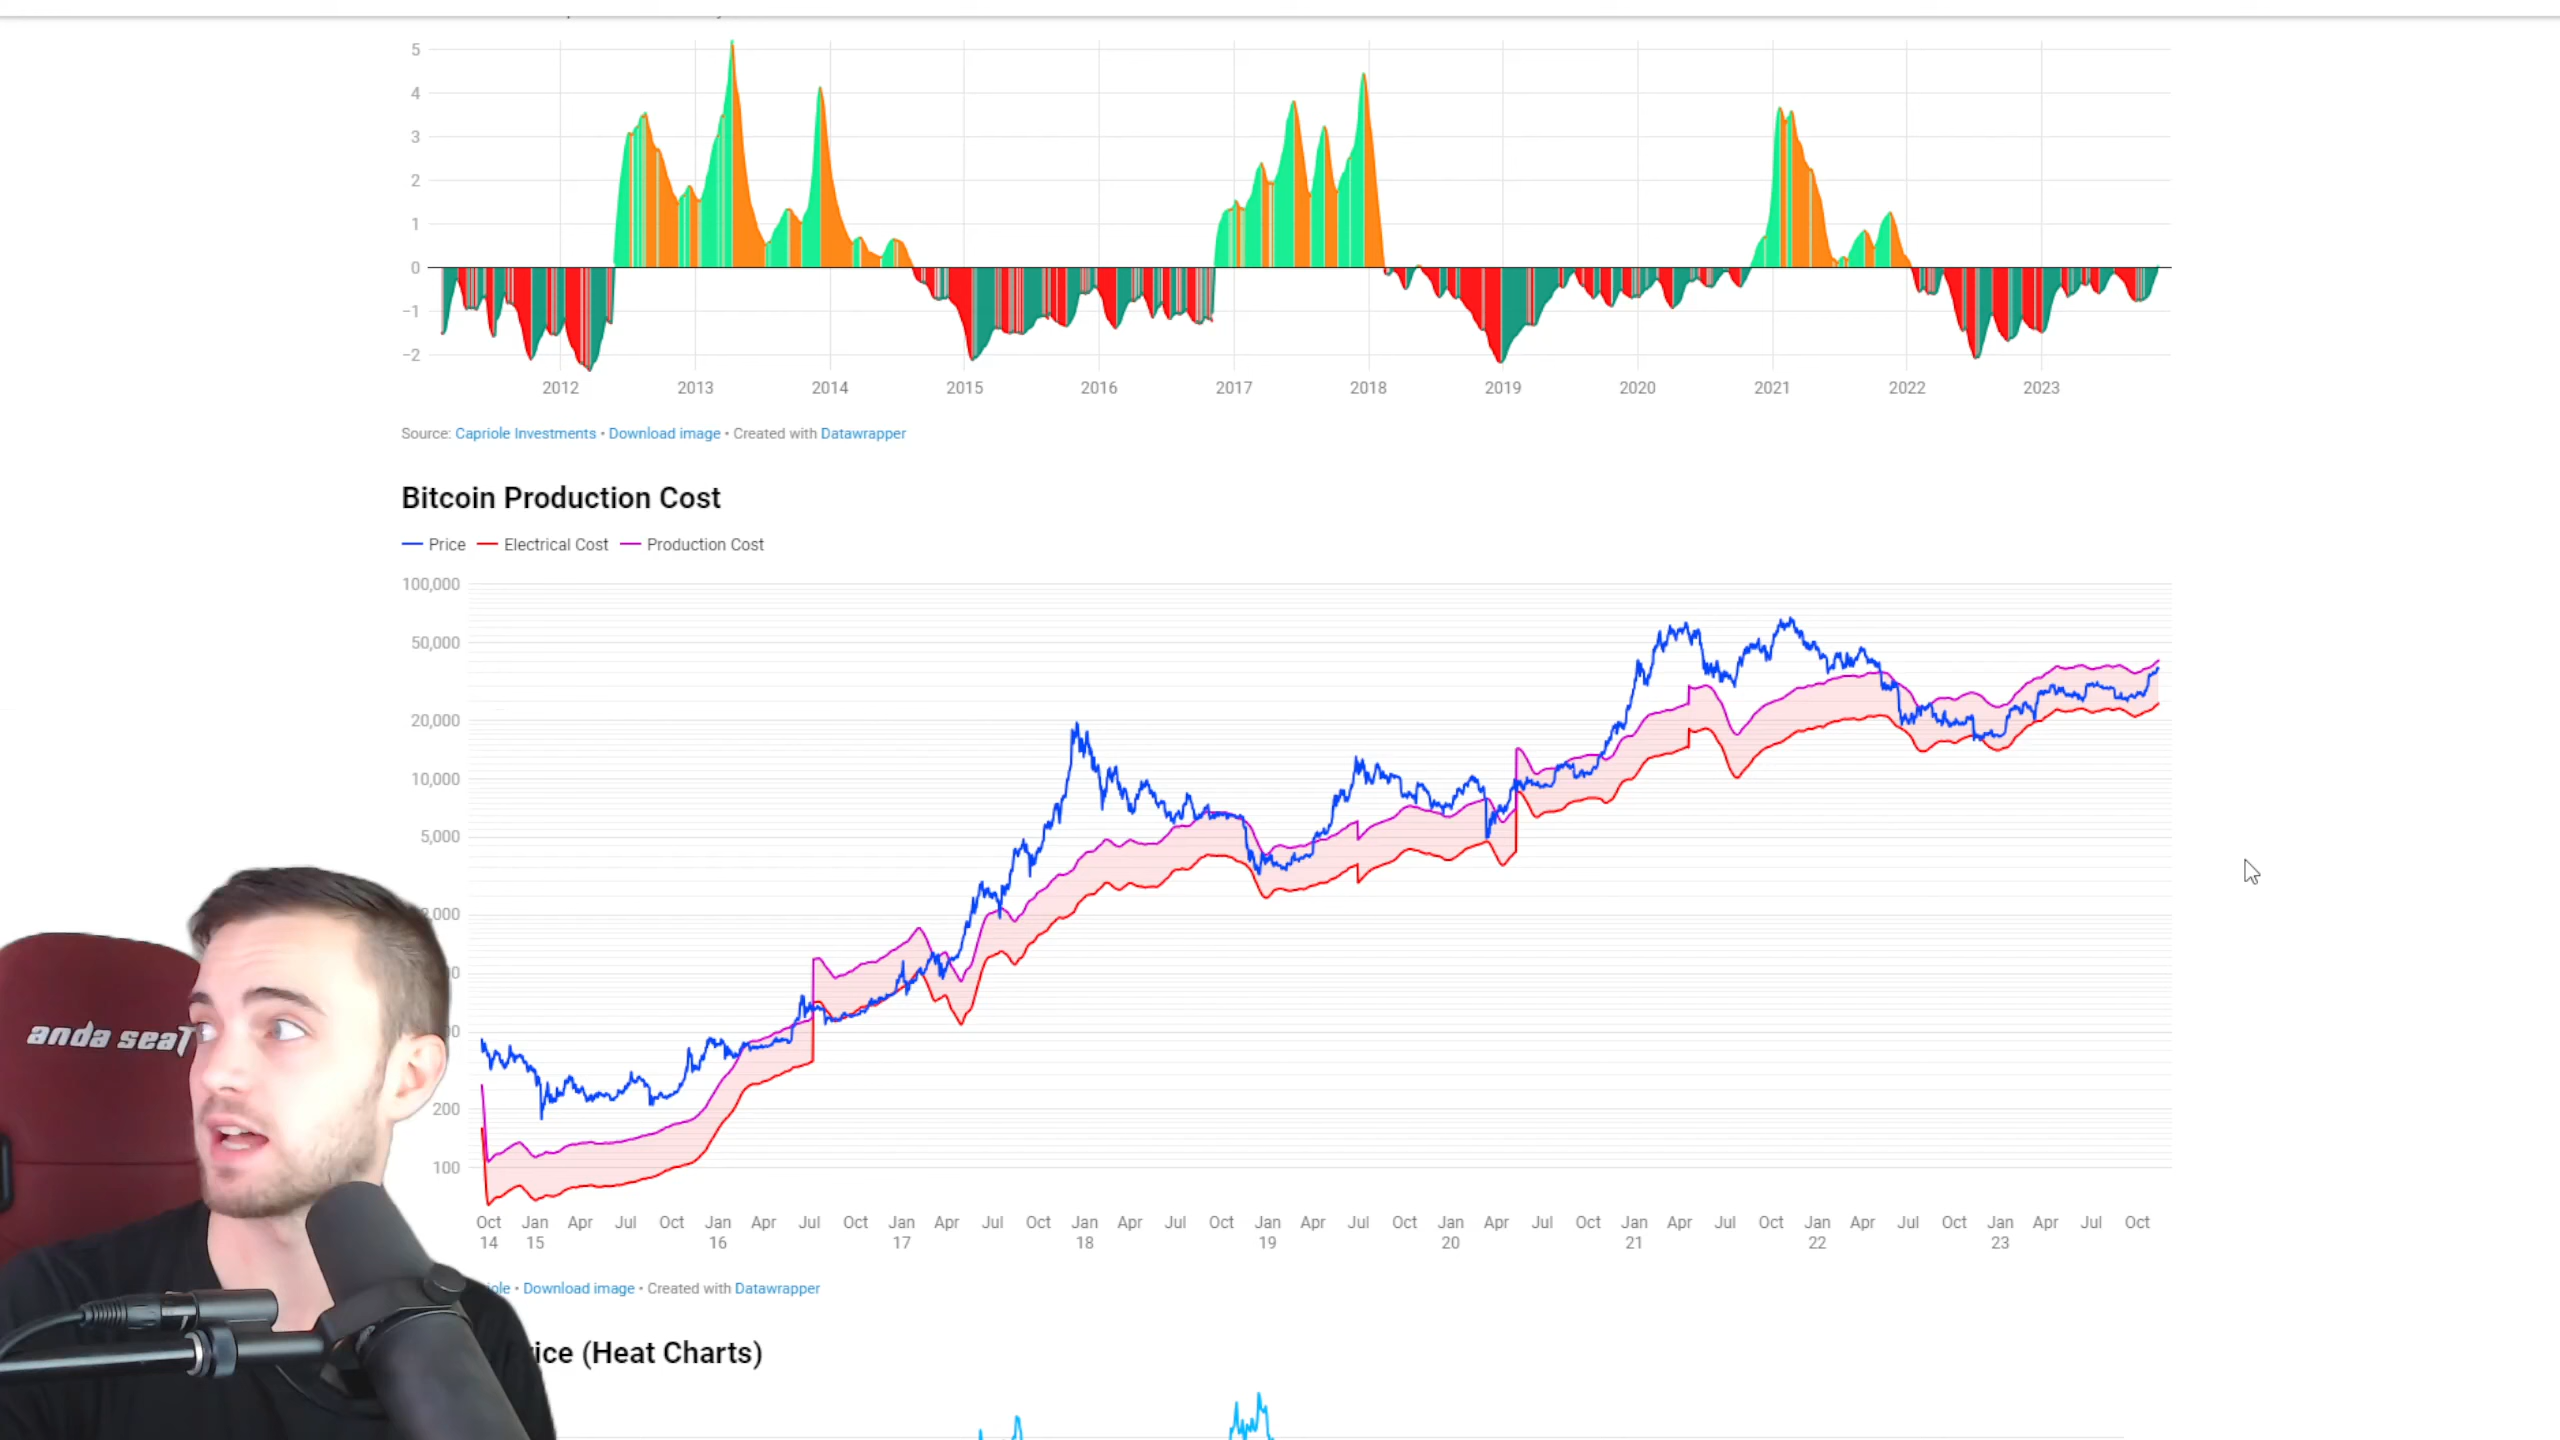 5
4
3
2
1
0
−1
−2
2012 2013 2014 2015 2016 2017 2018 2019 2020 2021 2022 2023
Source: Capriole Investments • Download image • Created with Datawrapper
Bitcoin Production Cost
Price Electrical Cost Production Cost
100,000
50,000
20,000
10,000
5,000
200
100
Oct Jan Apr Jul Oct Jan Apr Jul Oct Jan Apr Jul Oct Jan Apr Jul Oct Jan Apr Jul Oct Jan Apr Jul Oct Jan Apr Jul Oct Jan Apr Jul Oct Jan Apr Jul Oct
14 15 16 17 18 19 20 21 22 23
• Download image • Created with Datawrapper
(Heat Charts)
anda seaT